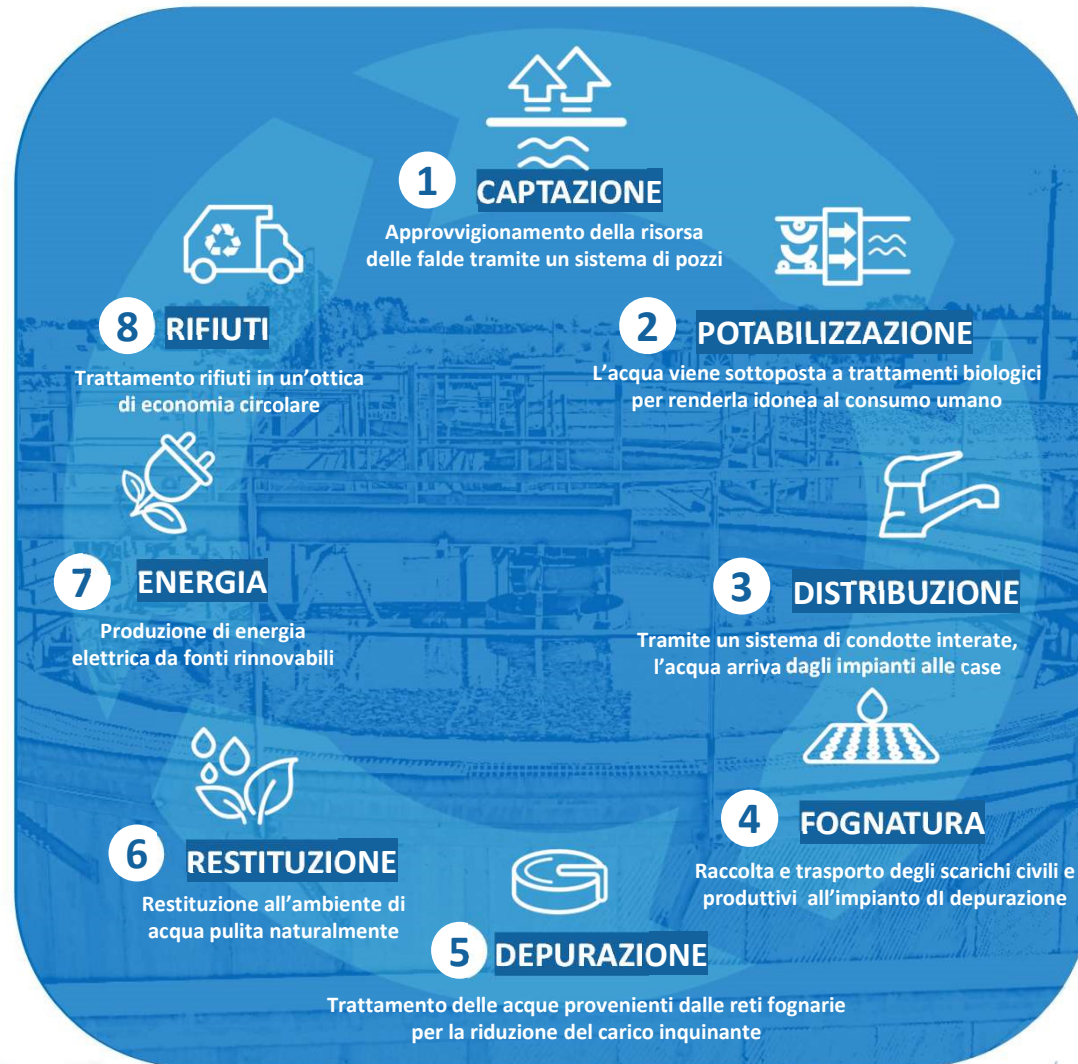 1 CAPTAZIONE
Approvvigionamento della risorsa
delle falde tramite un sistema di pozzi
2 POTABILIZZAZIONE
L'acqua viene sottoposta a trattamenti biologici
per renderla idonea al consumo umano
3 DISTRIBUZIONE
Tramite un sistema di condotte interate,
l'acqua arriva dagli impianti alle case
4 FOGNATURA
Raccolta e trasporto degli scarichi civili e
produttivi all'impianto dI depurazione
5 DEPURAZIONE
Trattamento delle acque provenienti dalle reti fognarie
per la riduzione del carico inquinante
6 RESTITUZIONE
Restituzione all'ambiente di
acqua pulita naturalmente
7 ENERGIA
Produzione di energia
elettrica da fonti rinnovabili
8 RIFIUTI
Trattamento rifiuti in un'ottica
di economia circolare